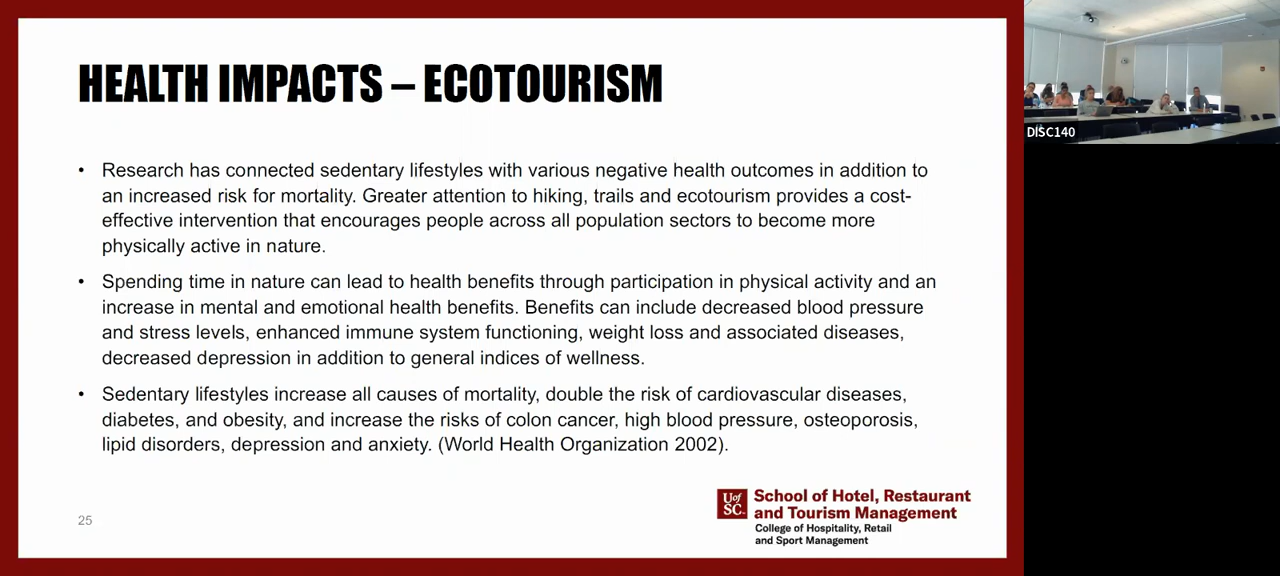 HEALTH IMPACTS – ECOTOURISM
• Research has connected sedentary lifestyles with various negative health outcomes in addition to
an increased risk for mortality. Greater attention to hiking, trails and ecotourism provides a cost-
effective intervention that encourages people across all population sectors to become more
physically active in nature.
• Spending time in nature can lead to health benefits through participation in physical activity and an
increase in mental and emotional health benefits. Benefits can include decreased blood pressure
and stress levels, enhanced immune system functioning, weight loss and associated diseases,
decreased depression in addition to general indices of wellness.
• Sedentary lifestyles increase all causes of mortality, double the risk of cardiovascular diseases,
diabetes, and obesity, and increase the risks of colon cancer, high blood pressure, osteoporosis,
lipid disorders, depression and anxiety. (World Health Organization 2002).
25
UofSC
School of Hotel, Restaurant
and Tourism Management
College of Hospitality, Retail
and Sport Management
DISC140